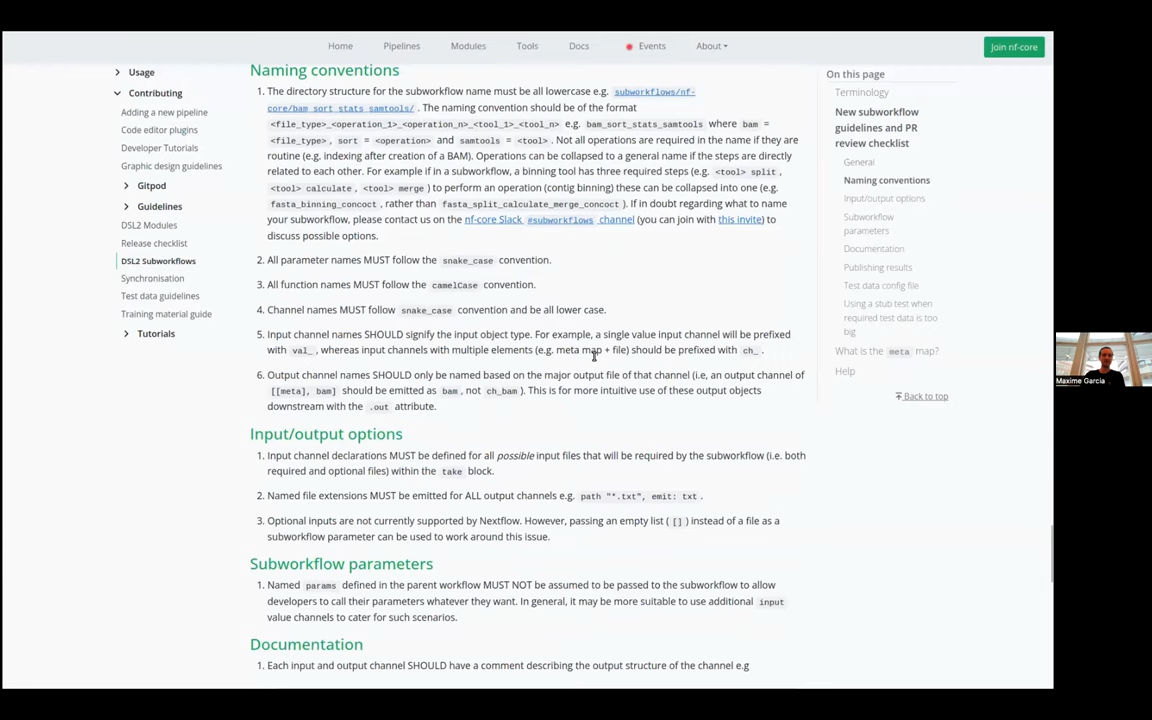 Home Pipelines Modules Tools Docs Events About
Join nf-core
Usage
Contributing
Adding a new pipeline
Code editor plugins
Developer Tutorials
Graphic design guidelines
Gitpod
Guidelines
DSL2 Modules
Release checklist
DSL2 Subworkflows
Synchronisation
Test data guidelines
Training material guide
Tutorials
Naming conventions
1. The directory structure for the subworkflow name must be all lowercase e.g. subworkflows/nf-
core/bam_sort_stats_samtools/ . The naming convention should be of the format
<file_type>_<operation_1>_<operation_n>_<tool_1>_<tool_n> e.g. bam_sort_stats_samtools where bam =
<file_type>, sort = <operation> and samtools = <tool>. Not all operations are required in the name if they are
routine (e.g. indexing after creation of a BAM). Operations can be collapsed to a general name if the steps are directly
related to each other. For example if in a subworkflow, a binning tool has three required steps (e.g. <tool> split,
<tool> calculate, <tool> merge) to perform an operation (contig binning) these can be collapsed into one (e.g.
fasta_binning_concoct, rather than fasta_split_calculate_merge_concoct). If in doubt regarding what to name
your subworkflow, please contact us on the nf-core Slack #subworkflows channel (you can join with this invite) to
discuss possible options.
2. All parameter names MUST follow the snake_case convention.
3. All function names MUST follow the camelCase convention.
4. Channel names MUST follow snake_case convention and be all lower case.
5. Input channel names SHOULD signify the input object type. For example, a single value input channel will be prefixed
with val_, whereas input channels with multiple elements (e.g. meta map + file) should be prefixed with ch_.
6. Output channel names SHOULD only be named based on the major output file of that channel (i.e, an output channel of
[[meta], bam] should be emitted as bam, not ch_bam). This is for more intuitive use of these output objects
downstream with the .out attribute.
Input/output options
1. Input channel declarations MUST be defined for all possible input files that will be required by the subworkflow (i.e. both
required and optional files) within the take block.
2. Named file extensions MUST be emitted for ALL output channels e.g. path "*.txt", emit: txt.
3. Optional inputs are not currently supported by Nextflow. However, passing an empty list ([]) instead of a file as a
subworkflow parameter can be used to work around this issue.
Subworkflow parameters
1. Named params defined in the parent workflow MUST NOT be assumed to be passed to the subworkflow to allow
developers to call their parameters whatever they want. In general, it may be more suitable to use additional input
value channels to cater for such scenarios.
Documentation
1. Each input and output channel SHOULD have a comment describing the output structure of the channel e.g
On this page
Terminology
New subworkflow
guidelines and PR
review checklist
General
Naming conventions
Input/output options
Subworkflow
parameters
Documentation
Publishing results
Test data config file
Using a stub test when
required test data is too
big
What is the meta map?
Help
Back to top
Maxime Garcia